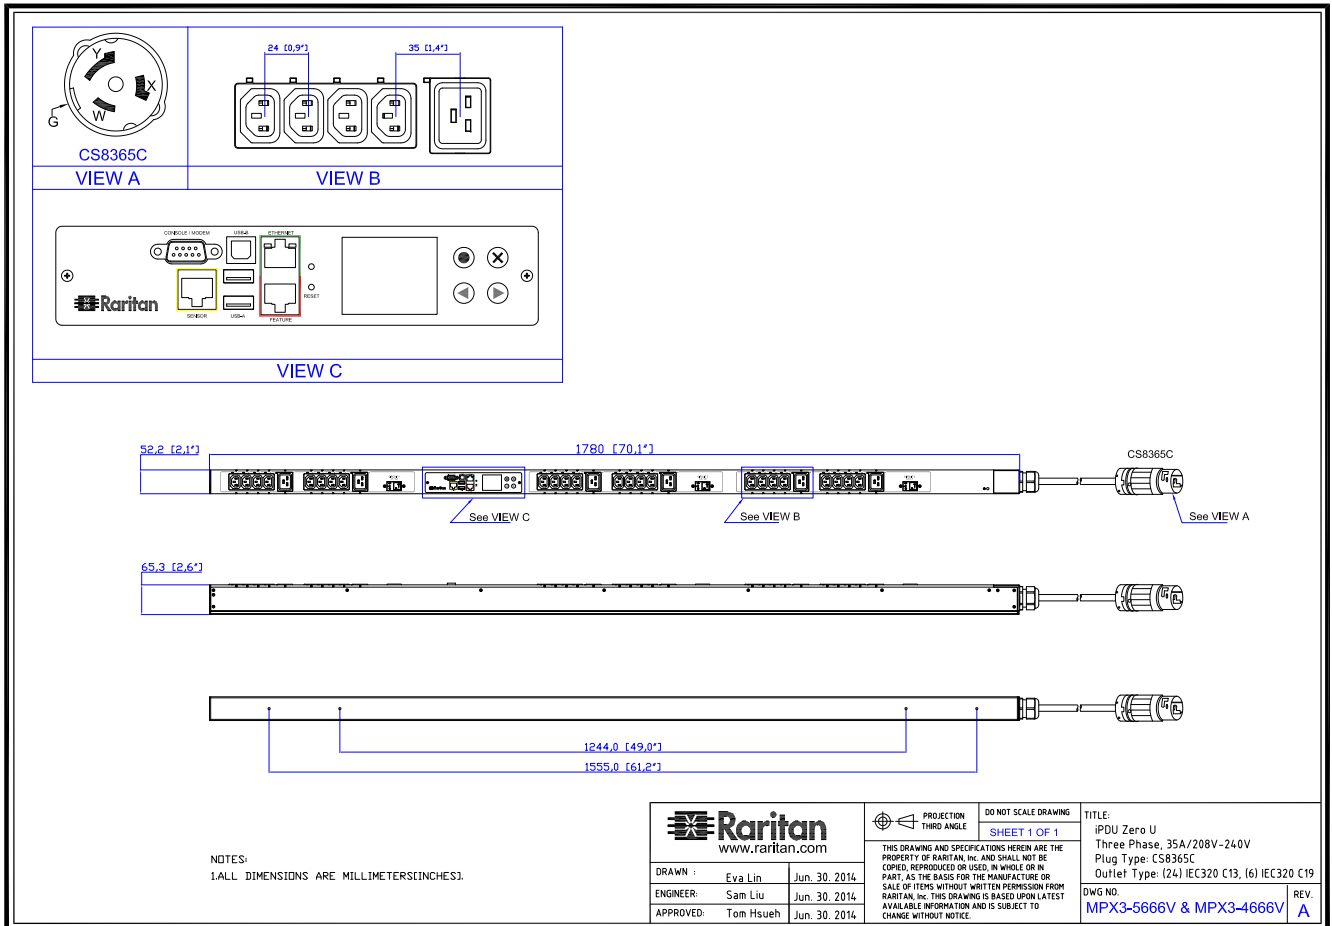 Y
X
W
G
CS8365C
VIEW A
24 [0,9"]
35 [1,4"]
VIEW B
CONSOLE / MODEM
USB-B
ETHERNET
RESET
Raritan
SENSOR
USB-A
FEATURE
VIEW C
52,2 [2,1"]
1780 [70,1"]
CS8365C
See VIEW C
See VIEW B
See VIEW A
65,3 [2,6"]
1244,0 [49,0"]
1555,0 [61,2"]
NOTES:
1.ALL DIMENSIONS ARE MILLIMETERS[INCHES].
Raritan
www.raritan.com
DRAWN : Eva Lin Jun. 30. 2014
ENGINEER: Sam Liu Jun. 30. 2014
APPROVED: Tom Hsueh Jun. 30. 2014
PROJECTION
THIRD ANGLE
DO NOT SCALE DRAWING
SHEET 1 OF 1
THIS DRAWING AND SPECIFICATIONS HEREIN ARE THE
PROPERTY OF RARITAN, Inc. AND SHALL NOT BE
COPIED, REPRODUCED OR USED, IN WHOLE OR IN
PART, AS THE BASIS FOR THE MANUFACTURE OR
SALE OF ITEMS WITHOUT WRITTEN PERMISSION FROM
RARITAN, Inc. THIS DRAWING IS BASED UPON LATEST
AVAILABLE INFORMATION AND IS SUBJECT TO
CHANGE WITHOUT NOTICE.
TITLE:
iPDU Zero U
Three Phase, 35A/208V-240V
Plug Type: CS8365C
Outlet Type: (24) IEC320 C13, (6) IEC320 C19
DWG NO.
MPX3-5666V & MPX3-4666V
REV.
A